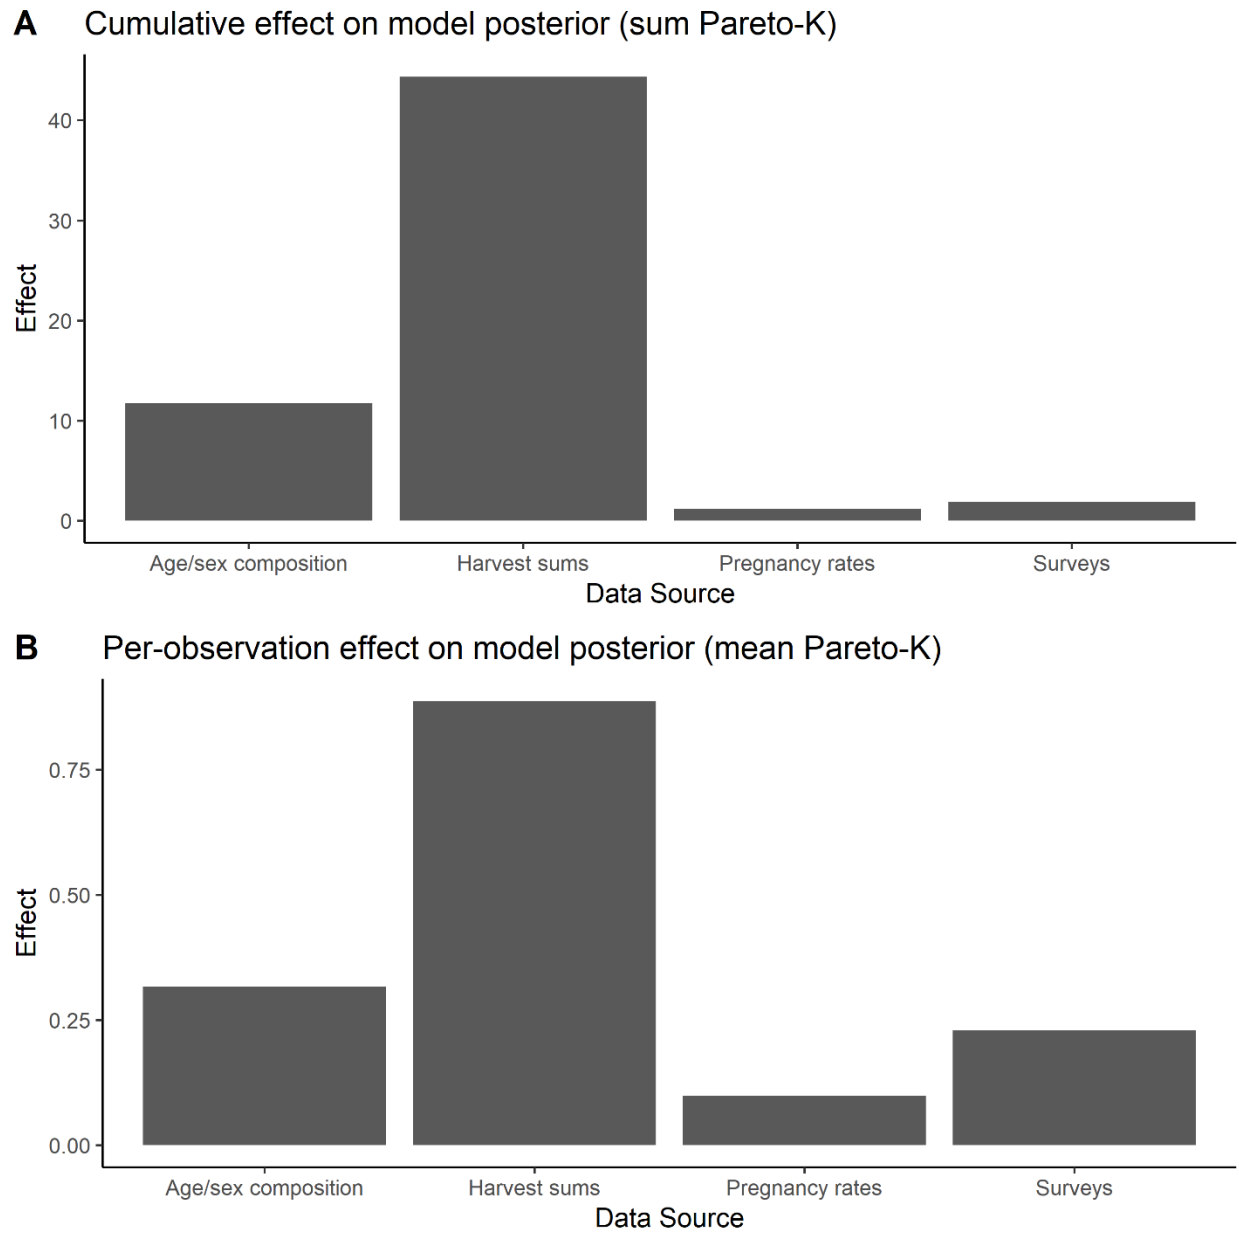 A Cumulative effect on model posterior (sum Pareto-K)
Effect
40
30
20
10
0
Age/sex composition Harvest sums Pregnancy rates Surveys
Data Source
B Per-observation effect on model posterior (mean Pareto-K)
Effect
0.75
0.50
0.25
0.00
Age/sex composition Harvest sums Pregnancy rates Surveys
Data Source